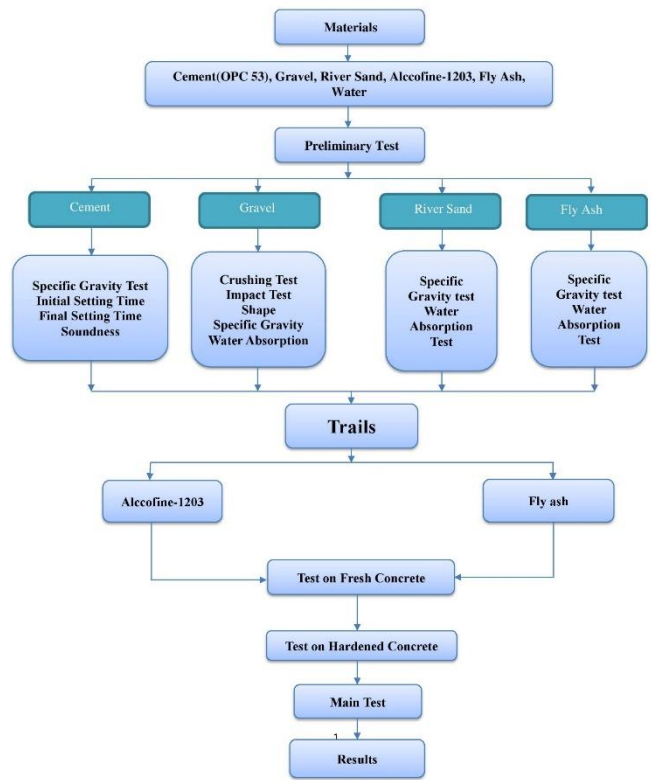 Materials
Cement(OPC 53), Gravel, River Sand, Alccofine-1203, Fly Ash,
Water
Preliminary Test
Cement
Gravel
River Sand
Fly Ash
Specific Gravity Test
Initial Setting Time
Final Setting Time
Soundness
Crushing Test
Impact Test
Shape
Specific Gravity
Water Absorption
Specific
Gravity test
Water
Absorption
Test
Specific
Gravity test
Water
Absorption
Test
Trails
Alccofine-1203
Fly ash
Test on Fresh Concrete
Test on Hardened Concrete
Main Test
1
Results